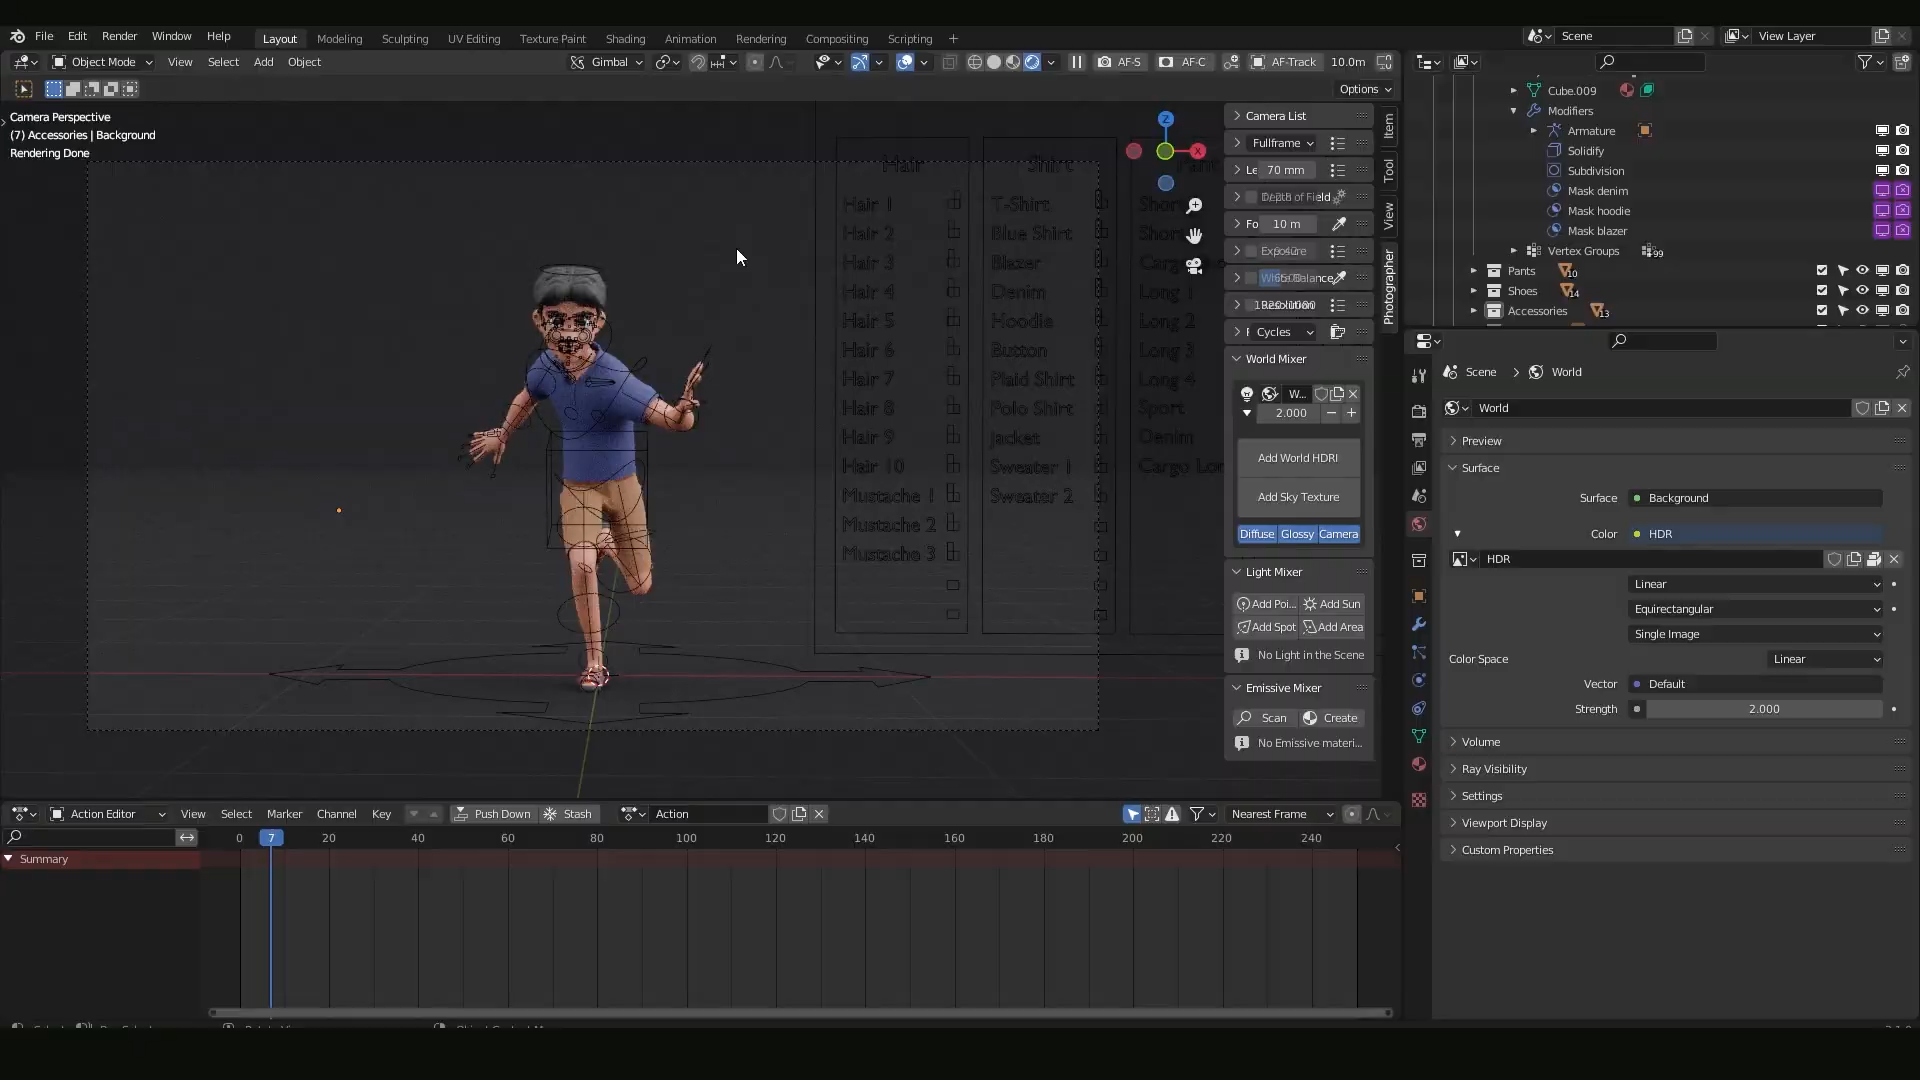 File Edit Render Window Help Layout Modeling Sculpting UV Editing Texture Paint Shading Animation Rendering Compositing Scripting
Scene View Layer
Object Mode View Select Add Object Gimbal AF-S AF-C AF-Track 10.0m
Options
Camera Perspective
(7) Accessories | Background
Rendering Done
Hair
Hair 1
Hair 2
Hair 3
Hair 4
Hair 5
Hair 6
Hair 7
Hair 8
Hair 9
Hair 10
Mustache 1
Mustache 2
Mustache 3
Shirt
T-Shirt
Blue Shirt
Blazer
Denim
Hoodie
Button
Plaid Shirt
Polo Shirt
Jacket
Sweater 1
Sweater 2
Long 1
Long 2
Long 3
Long 4
Sport
Denim
Cargo Lon
Z
X
Camera List
Fullframe
Le 70 mm
Depth of Field
Fo 10 m
Exposure
White Balance
Resolution
Cycles
World Mixer
W...
2.000
Add World HDRI
Add Sky Texture
Diffuse Glossy Camera
Light Mixer
Add Poi... Add Sun
Add Spot Add Area
No Light in the Scene
Emissive Mixer
Scan Create
No Emissive materi...
Item
Tool
View
Photographer
Cube.009
Modifiers
Armature
Solidify
Subdivision
Mask denim
Mask hoodie
Mask blazer
Vertex Groups 99
Pants 10
Shoes 14
Accessories 13
Scene World
World
Preview
Surface
Surface Background
Color HDR
HDR
Linear
Equirectangular
Single Image
Color Space Linear
Vector Default
Strength 2.000
Volume
Ray Visibility
Settings
Viewport Display
Custom Properties
Action Editor View Select Marker Channel Key Push Down Stash Action Nearest Frame
0 7 20 40 60 80 100 120 140 160 180 200 220 240
Summary